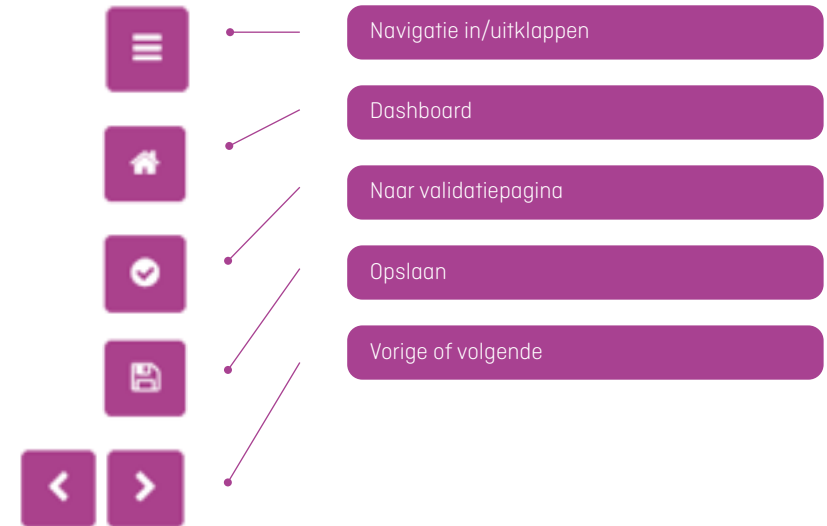 Navigatie in/uitklappen
Dashboard
Naar validatiepagina
Opslaan
Vorige of volgende